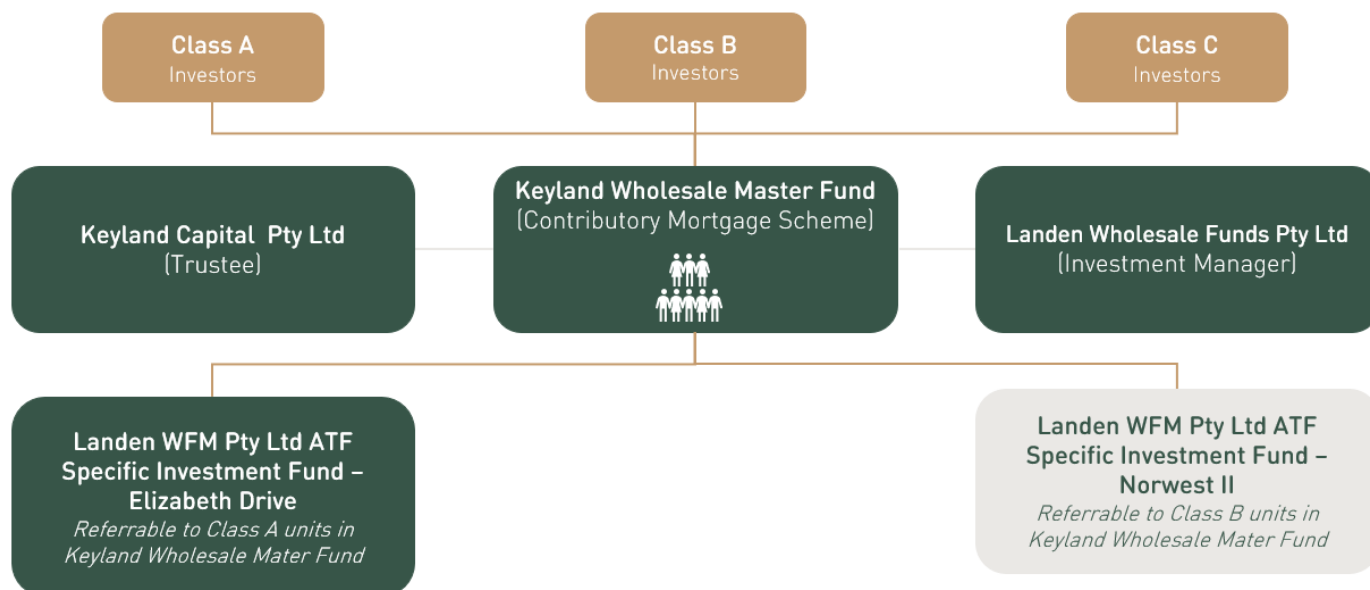 Class A
Investors
Class B
Investors
Class C
Investors
Keyland Capital Pty Ltd
(Trustee)
Keyland Wholesale Master Fund
(Contributory Mortgage Scheme)
Landen Wholesale Funds Pty Ltd
(Investment Manager)
Landen WFM Pty Ltd ATF
Specific Investment Fund –
Elizabeth Drive
Referrable to Class A units in
Keyland Wholesale Mater Fund
Landen WFM Pty Ltd ATF
Specific Investment Fund –
Norwest II
Referrable to Class B units in
Keyland Wholesale Mater Fund